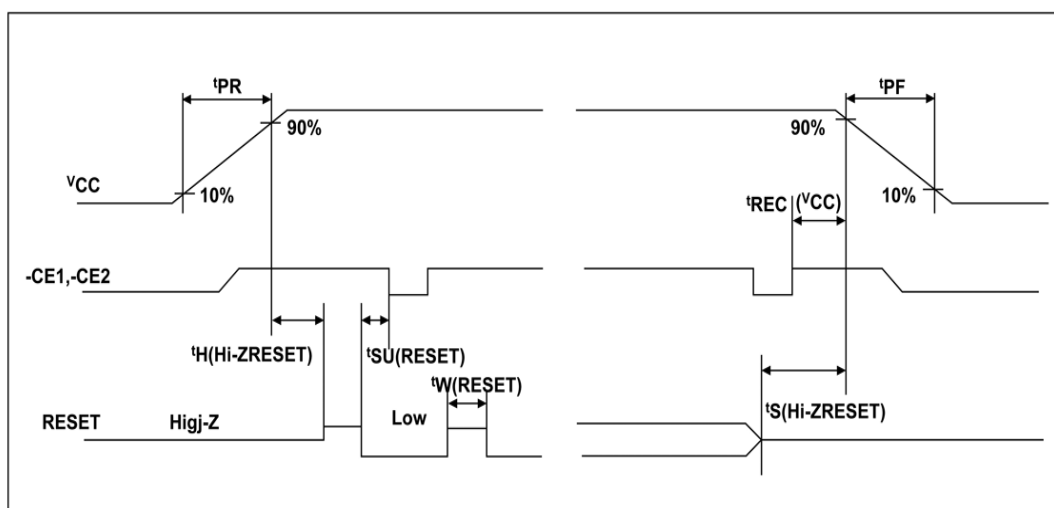 tPR
tPF
90%
90%
VCC
10%
10%
tREC (VCC)
-CE1,-CE2
tH(Hi-ZRESET)
tSU(RESET)
tW(RESET)
RESET
Higj-Z
Low
tS(Hi-ZRESET)